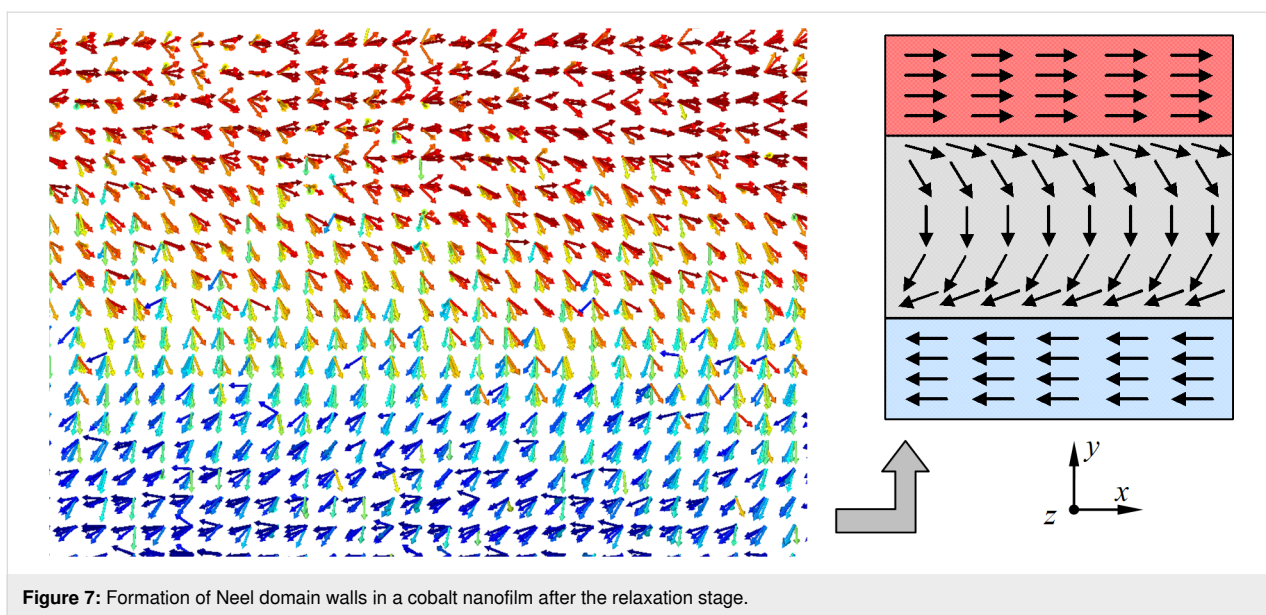 y
x
z
Figure 7: Formation of Neel domain walls in a cobalt nanofilm after the relaxation stage.